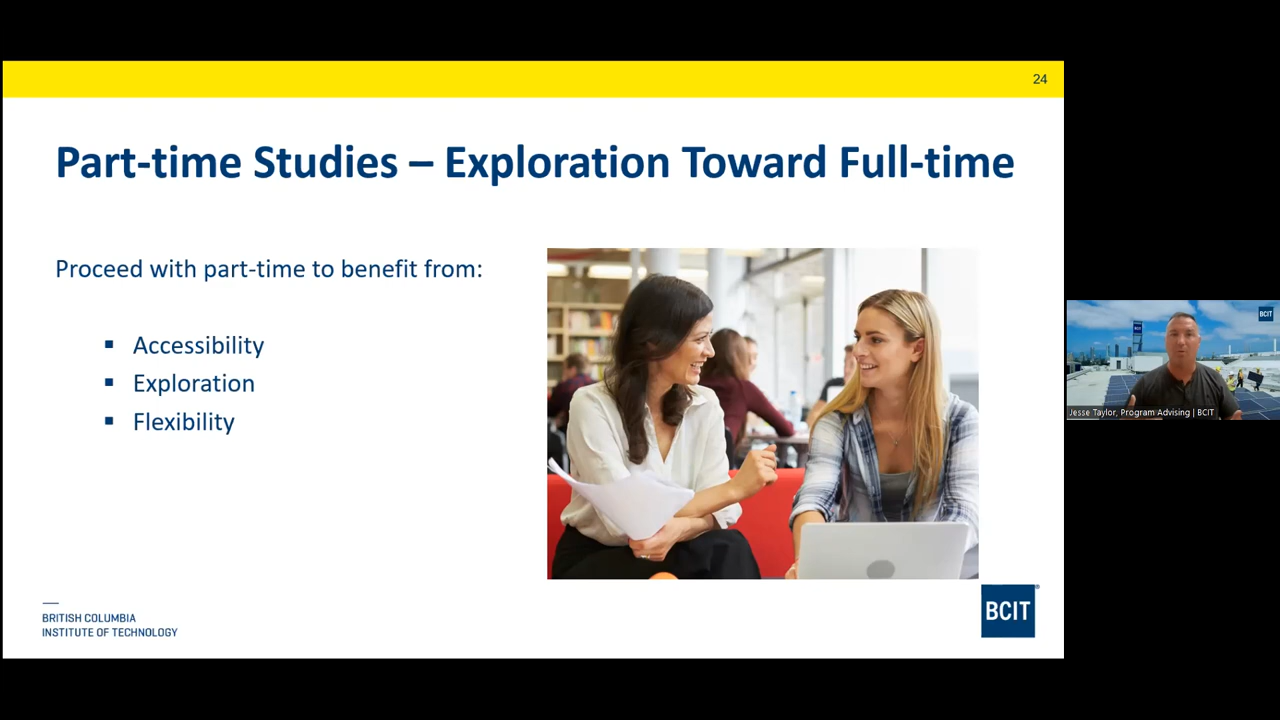 24
Part-time Studies – Exploration Toward Full-time
Proceed with part-time to benefit from:
▪ Accessibility
▪ Exploration
▪ Flexibility
BRITISH COLUMBIA
INSTITUTE OF TECHNOLOGY
BCIT®
BCIT
BCIT
Jesse Taylor, Program Advising | BCIT